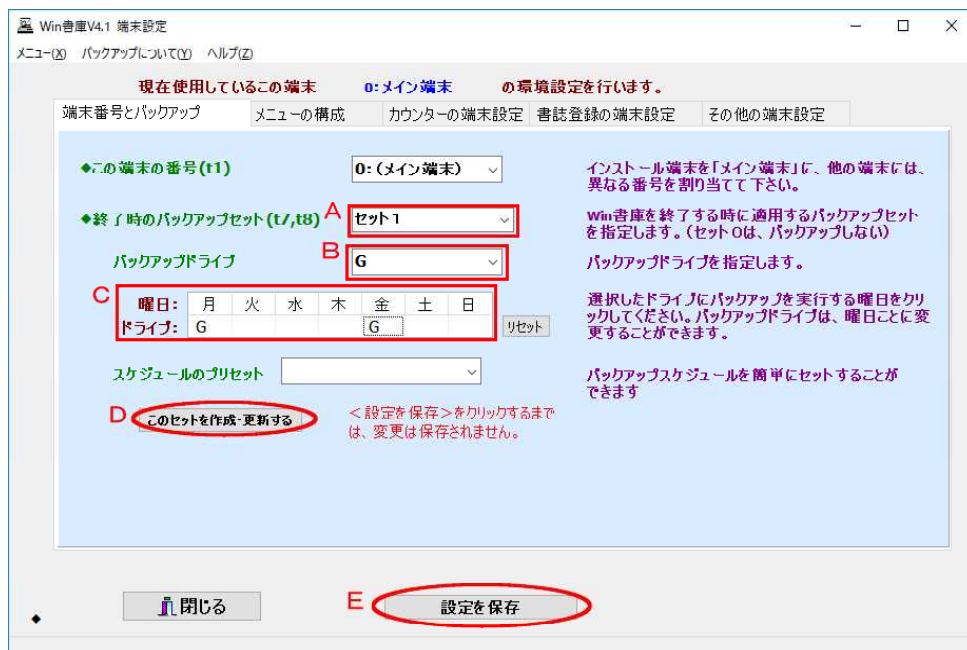 Win書庫V4.1 端末設定
メニュー(X) バックアップについて(Y) ヘルプ(Z)
現在使用しているこの端末 0:メイン端末 の環境設定を行います。
端末番号とバックアップ メニューの構成 カウンターの端末設定 書誌登録の端末設定 その他の端末設定
◆この端末の番号(t1) 0:(メイン端末) インストール端末を「メイン端末」に、他の端末には、
異なる番号を割り当てて下さい。
◆終了時のバックアップセット(t7,t8) A セット1 Win書庫を終了する時に適用するバックアップセット
を指定します。(セット0は、バックアップしない)
バックアップドライブ B G バックアップドライブを指定します。
C 曜日: 月 火 水 木 金 土 日 選択したドライブにバックアップを実行する曜日をクリ
ドライブ: G G リセット ックしてください。バックアップドライブは、曜日ごとに変
更することができます。
スケジュールのプリセット バックアップスケジュールを簡単にセットすることが
できます
D このセットを作成・更新する <設定を保存>をクリックするまで
は、変更は保存されません。
閉じる E 設定を保存